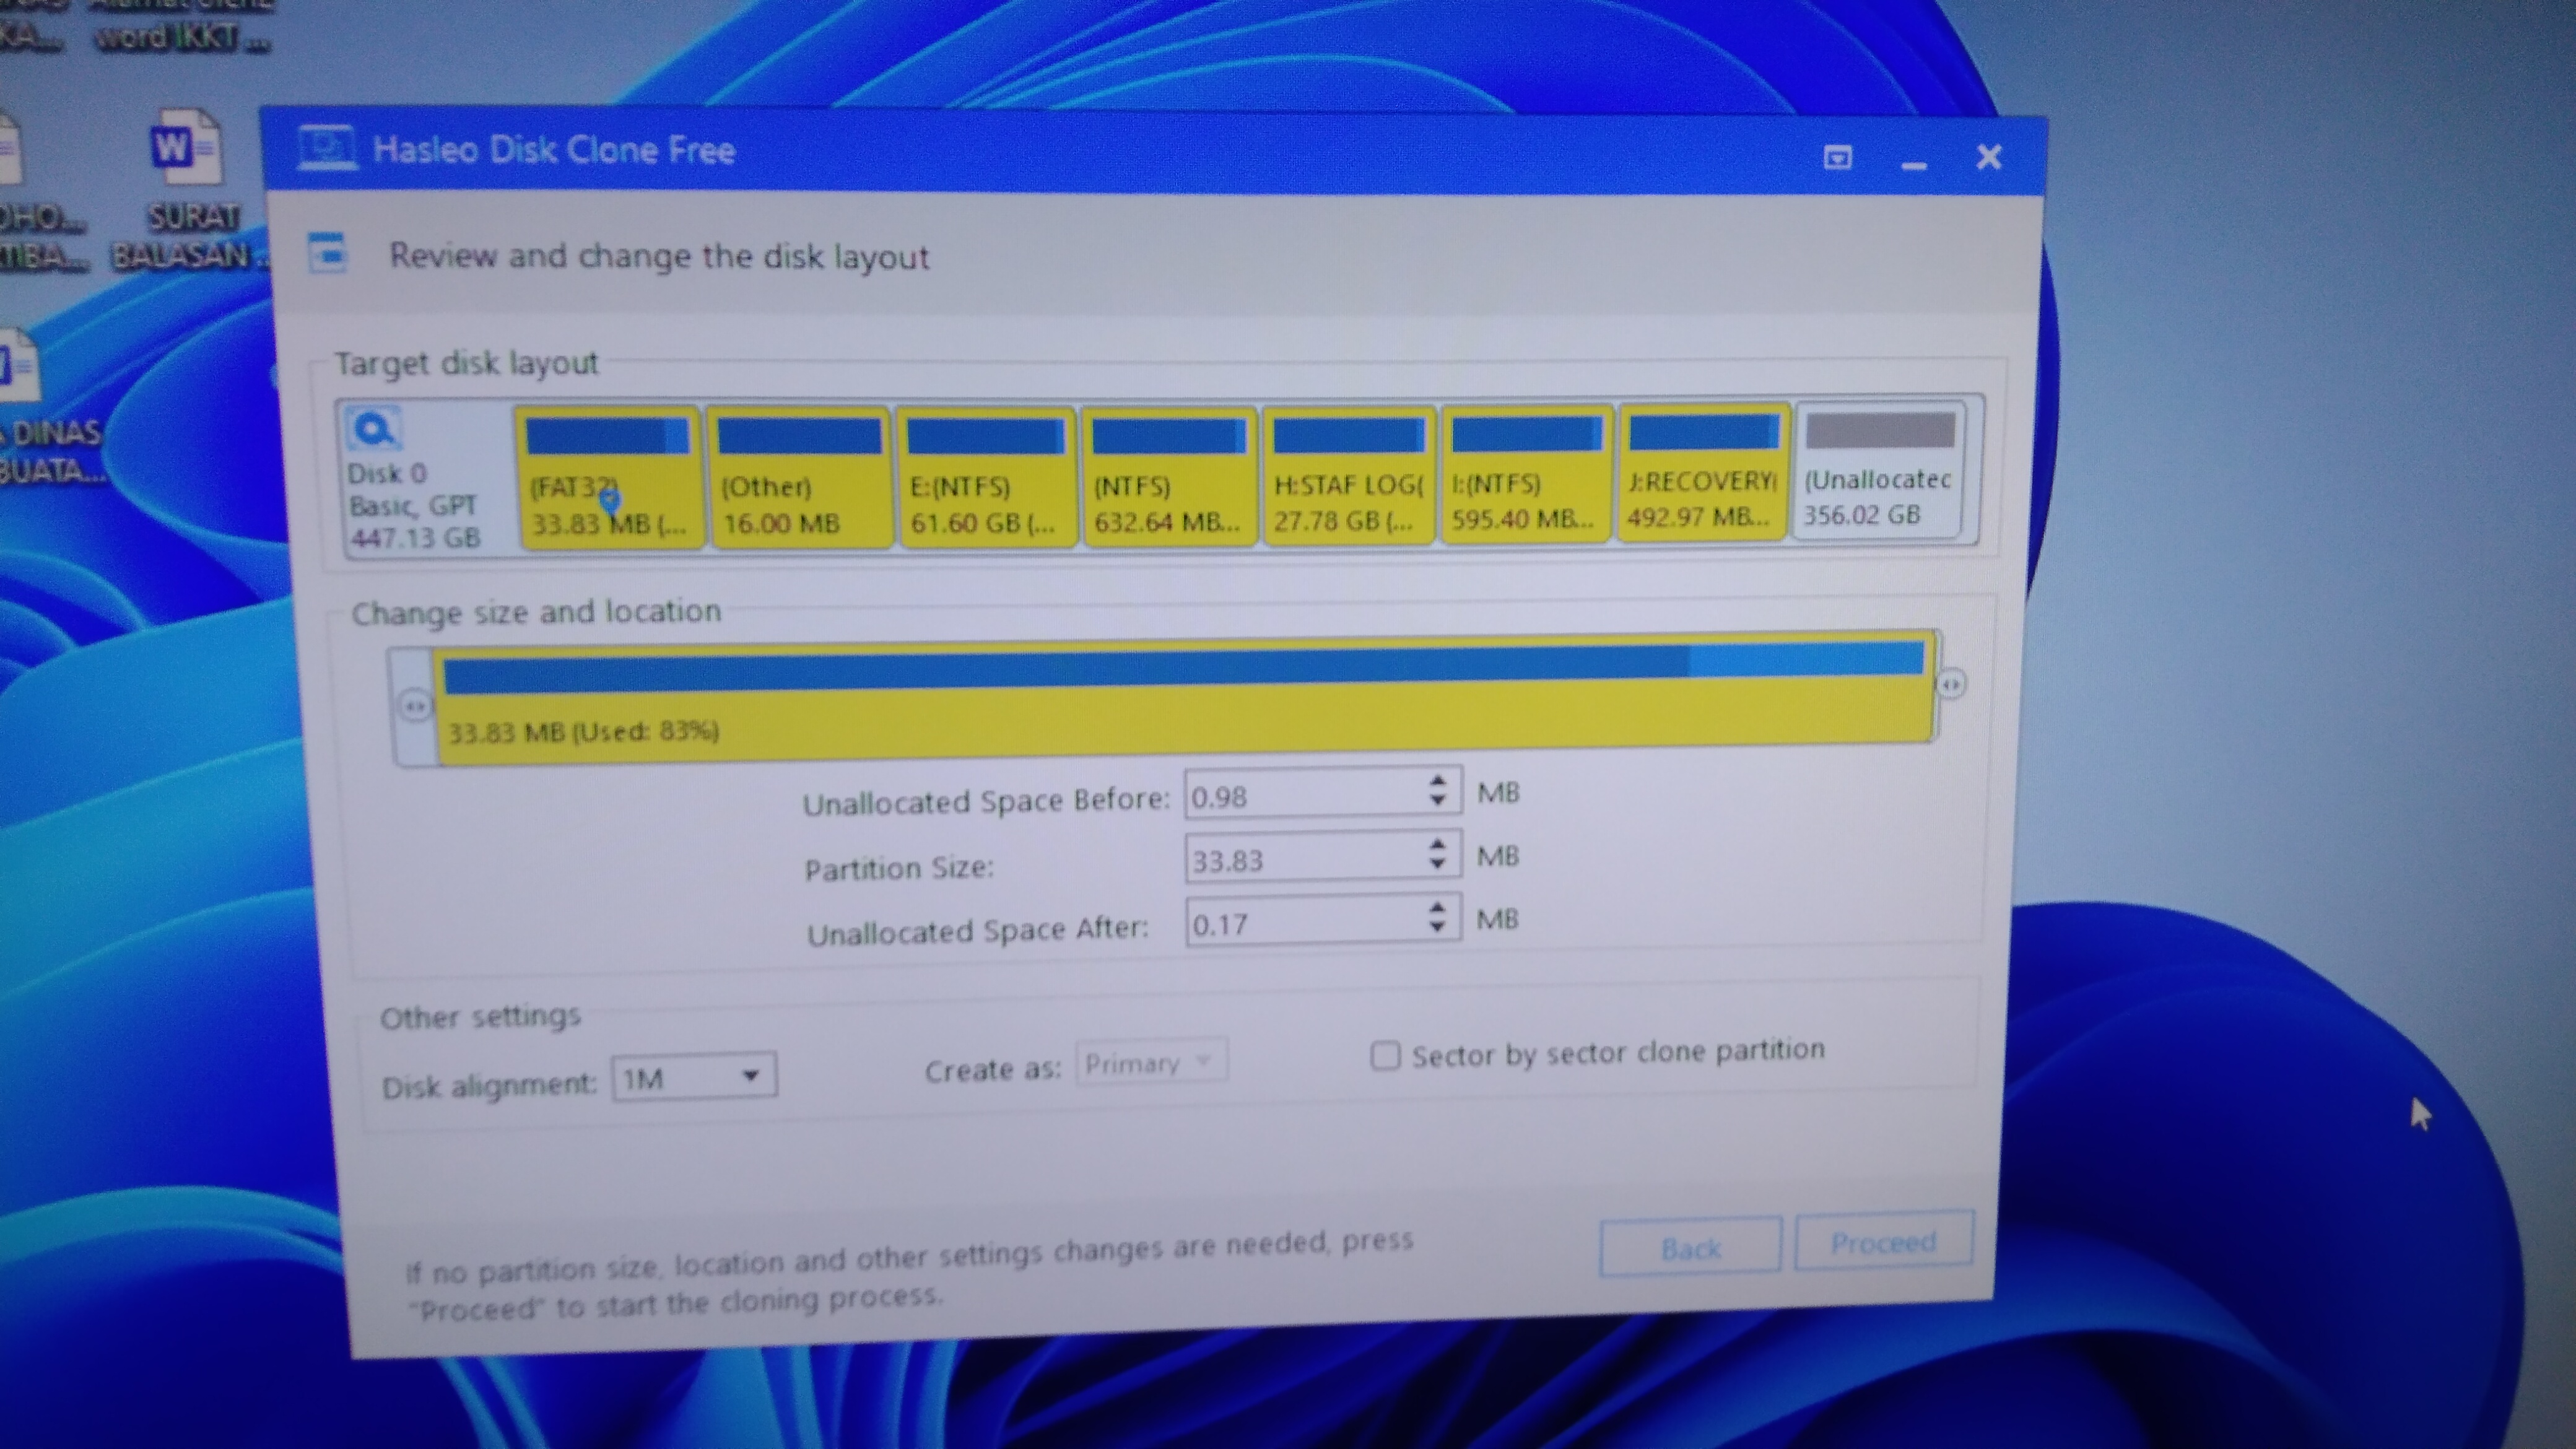 word IKKT ...
SURAT
BALASAN ...
DINAS
BUATA...
Hasleo Disk Clone Free
Review and change the disk layout
Target disk layout
Disk 0
Basic, GPT
447.13 GB
(FAT32)
33.83 MB (...
(Other)
16.00 MB
E:(NTFS)
61.60 GB (...
(NTFS)
632.64 MB...
H:STAF LOG(
27.78 GB (...
I:(NTFS)
595.40 MB...
J:RECOVERY(
492.97 MB...
(Unallocatec
356.02 GB
Change size and location
33.83 MB (Used: 83%)
Unallocated Space Before: 0.98 MB
Partition Size: 33.83 MB
Unallocated Space After: 0.17 MB
Other settings
Disk alignment: 1M
Create as: Primary
Sector by sector clone partition
If no partition size, location and other settings changes are needed, press
"Proceed" to start the cloning process.
Back
Proceed